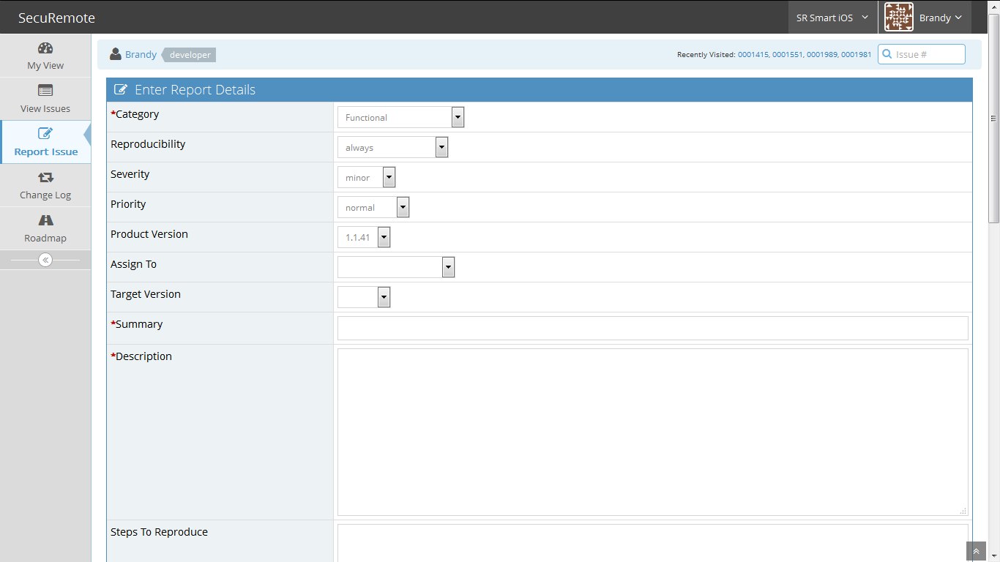 SecuRemote
SR Smart iOS
Brandy
My View
View Issues
Report Issue
Change Log
Roadmap
Brandy developer
Recently Visited: 0001415, 0001551, 0001989, 0001981
Issue #
Enter Report Details
*Category Functional
Reproducibility always
Severity minor
Priority normal
Product Version 1.1.41
Assign To
Target Version
*Summary
*Description
Steps To Reproduce